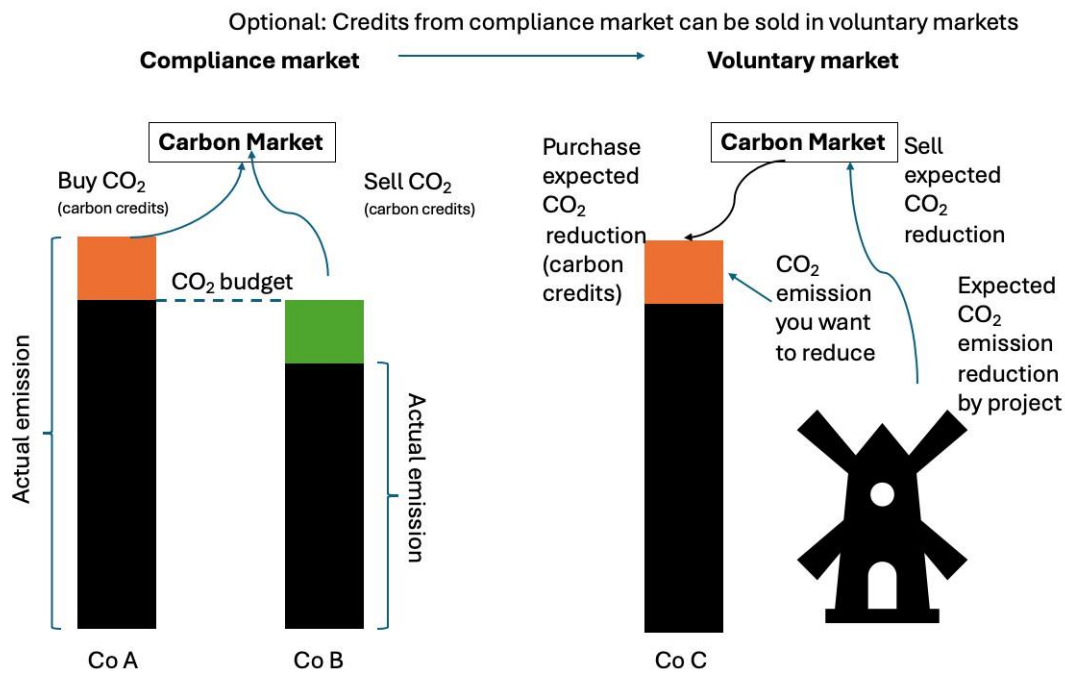 Optional: Credits from compliance market can be sold in voluntary markets
Compliance market
Voluntary market
Carbon Market
Buy CO₂
(carbon credits)
Sell CO₂
(carbon credits)
CO₂ budget
Actual emission
Actual emission
Co A
Co B
Purchase
expected
CO₂
reduction
(carbon
credits)
Carbon Market
Sell
expected
CO₂
reduction
CO₂
emission
you want
to reduce
Expected
CO₂
emission
reduction
by project
Co C